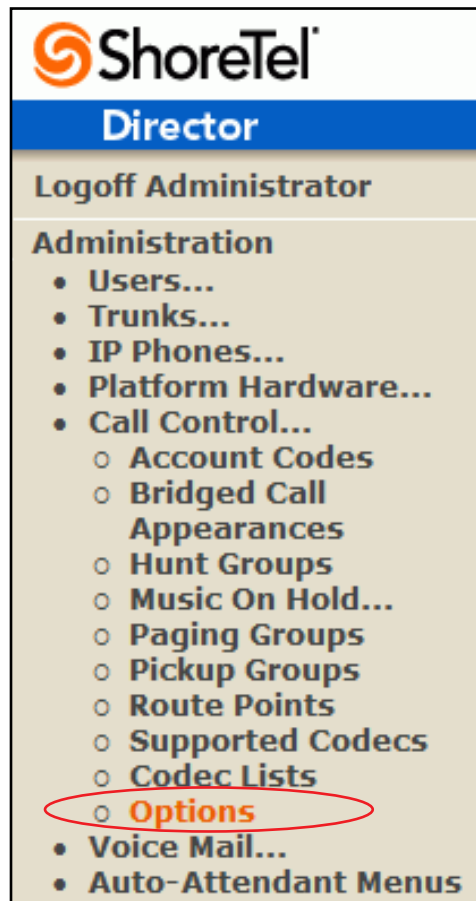 ShoreTel
Director
Logoff Administrator
Administration
• Users...
• Trunks...
• IP Phones...
• Platform Hardware...
• Call Control...
o Account Codes
o Bridged Call
Appearances
o Hunt Groups
o Music On Hold...
o Paging Groups
o Pickup Groups
o Route Points
o Supported Codecs
o Codec Lists
o Options
• Voice Mail...
• Auto-Attendant Menus